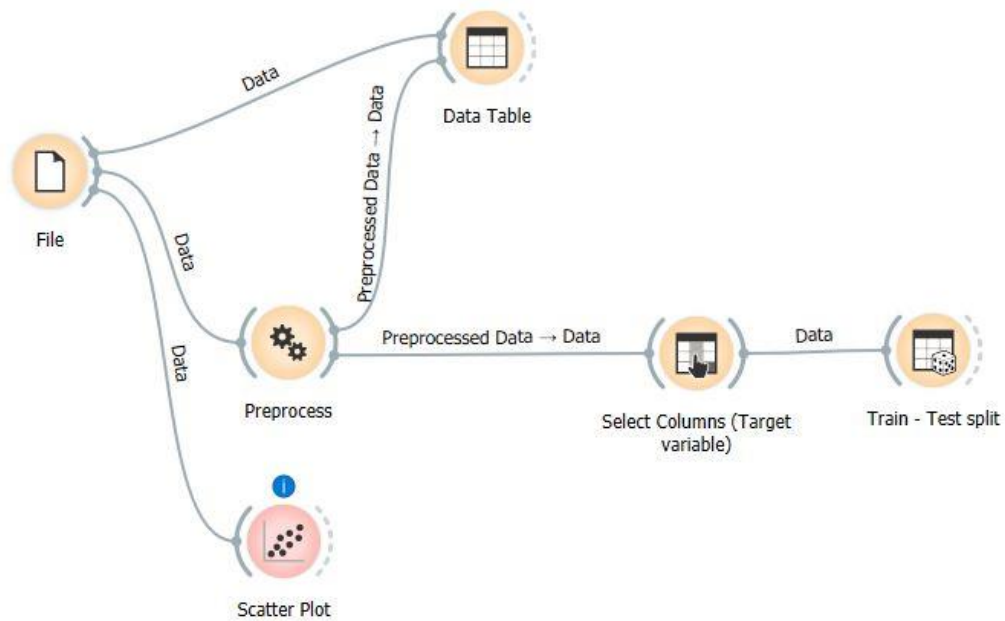 Data
Data Table
Preprocessed Data → Data
File
Data
Data
Preprocessed Data → Data
Data
Preprocess
Select Columns (Target
variable)
Train - Test split
i
Scatter Plot